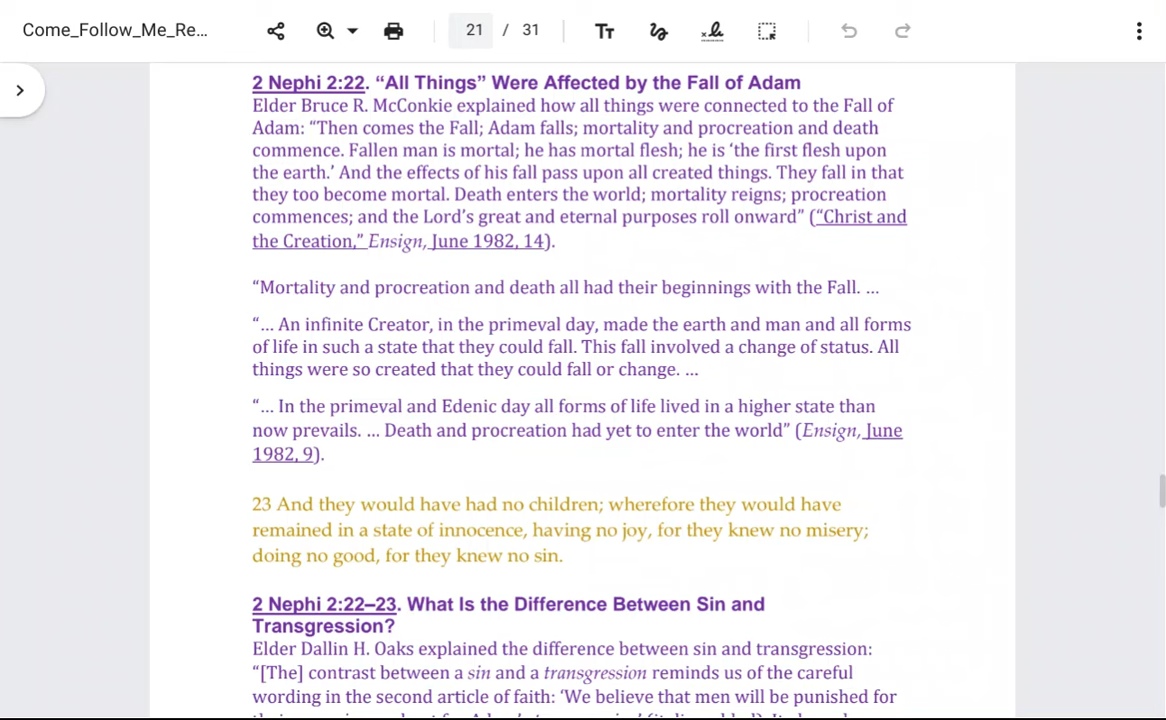 Come_Follow_Me_Re...
21 / 31
2 Nephi 2:22. “All Things” Were Affected by the Fall of Adam
Elder Bruce R. McConkie explained how all things were connected to the Fall of
Adam: “Then comes the Fall; Adam falls; mortality and procreation and death
commence. Fallen man is mortal; he has mortal flesh; he is ‘the first flesh upon
the earth.’ And the effects of his fall pass upon all created things. They fall in that
they too become mortal. Death enters the world; mortality reigns; procreation
commences; and the Lord’s great and eternal purposes roll onward” (“Christ and
the Creation,” Ensign, June 1982, 14).
“Mortality and procreation and death all had their beginnings with the Fall. …
“… An infinite Creator, in the primeval day, made the earth and man and all forms
of life in such a state that they could fall. This fall involved a change of status. All
things were so created that they could fall or change. …
“… In the primeval and Edenic day all forms of life lived in a higher state than
now prevails. … Death and procreation had yet to enter the world” (Ensign, June
1982, 9).
23 And they would have had no children; wherefore they would have
remained in a state of innocence, having no joy, for they knew no misery;
doing no good, for they knew no sin.
2 Nephi 2:22–23. What Is the Difference Between Sin and
Transgression?
Elder Dallin H. Oaks explained the difference between sin and transgression:
“[The] contrast between a sin and a transgression reminds us of the careful
wording in the second article of faith: ‘We believe that men will be punished for